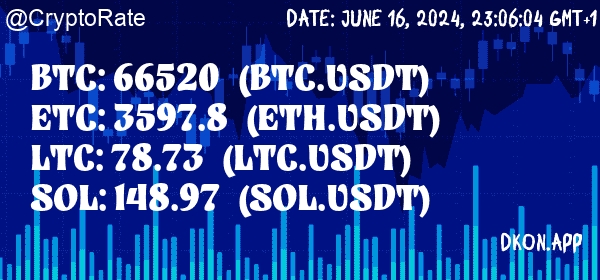 @CryptoRate
DATE: JUNE 16, 2024, 23:06:04 GMT+1
BTC: 66520 (BTC.USDT)
ETC: 3597.8 (ETH.USDT)
LTC: 78.73 (LTC.USDT)
SOL: 148.97 (SOL.USDT)
DKON.APP